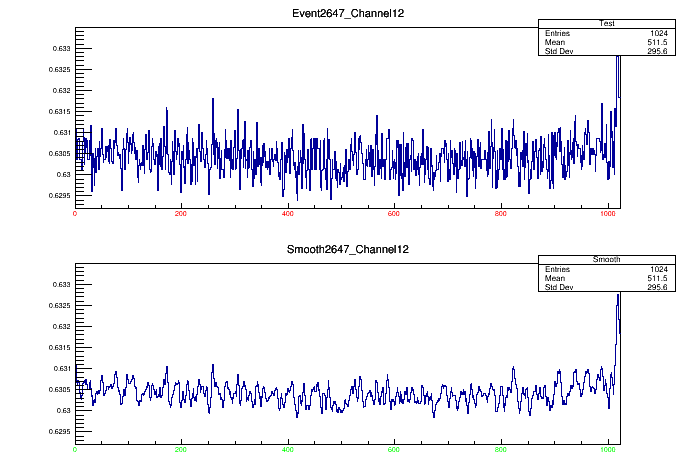 Event2647_Channel12
Test
Entries 1024
Mean 511.5
Std Dev 295.6
0.633
0.6325
0.632
0.6315
0.631
0.6305
0.63
0.6295
0 200 400 600 800 1000
Smooth2647_Channel12
Smooth
Entries 1024
Mean 511.5
Std Dev 295.6
0.633
0.6325
0.632
0.6315
0.631
0.6305
0.63
0.6295
0 200 400 600 800 1000